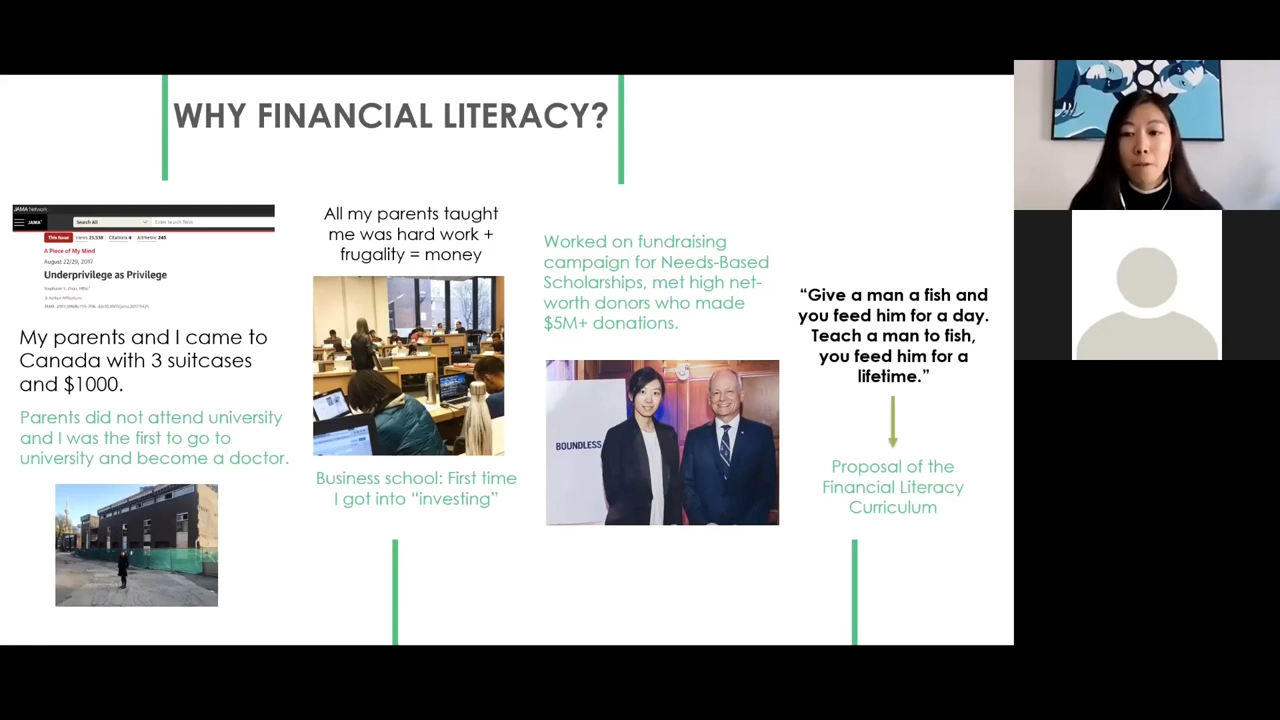 WHY FINANCIAL LITERACY?
JAMA Network
JAMA
Search All
Enter Search Term
This Issue
Views 23,538
Citations 4
Altmetric 245
A Piece of My Mind
August 22/29, 2017
Underprivilege as Privilege
My parents and I came to
Canada with 3 suitcases
and $1000.
Parents did not attend university
and I was the first to go to
university and become a doctor.
All my parents taught
me was hard work +
frugality = money
Business school: First time
I got into “investing”
Worked on fundraising
campaign for Needs-Based
Scholarships, met high net-
worth donors who made
$5M+ donations.
BOUNDLESS
“Give a man a fish and
you feed him for a day.
Teach a man to fish,
you feed him for a
lifetime.”
Proposal of the
Financial Literacy
Curriculum